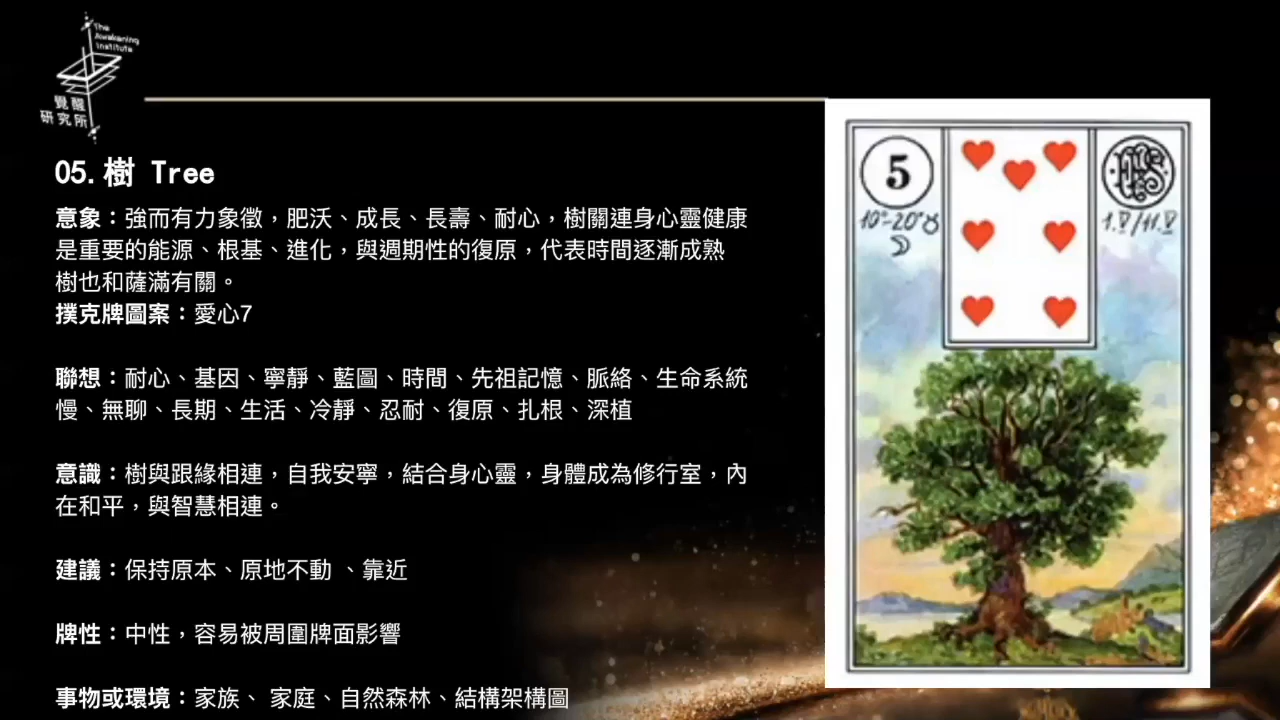 The
Awakening
Institute
覺醒
研究所
05.樹 Tree
意象：強而有力象徵，肥沃、成長、長壽、耐心，樹關連身心靈健康
是重要的能源、根基、進化，與週期性的復原，代表時間逐漸成熟
樹也和薩滿有關。
撲克牌圖案：愛心7
聯想：耐心、基因、寧靜、藍圖、時間、先祖記憶、脈絡、生命系統
慢、無聊、長期、生活、冷靜、忍耐、復原、扎根、深植
意識：樹與跟緣相連，自我安寧，結合身心靈，身體成為修行室，內
在和平，與智慧相連。
建議：保持原本、原地不動 、靠近
牌性：中性，容易被周圍牌面影響
事物或環境：家族、 家庭、自然森林、結構架構圖
5
10°-20°♉
☽